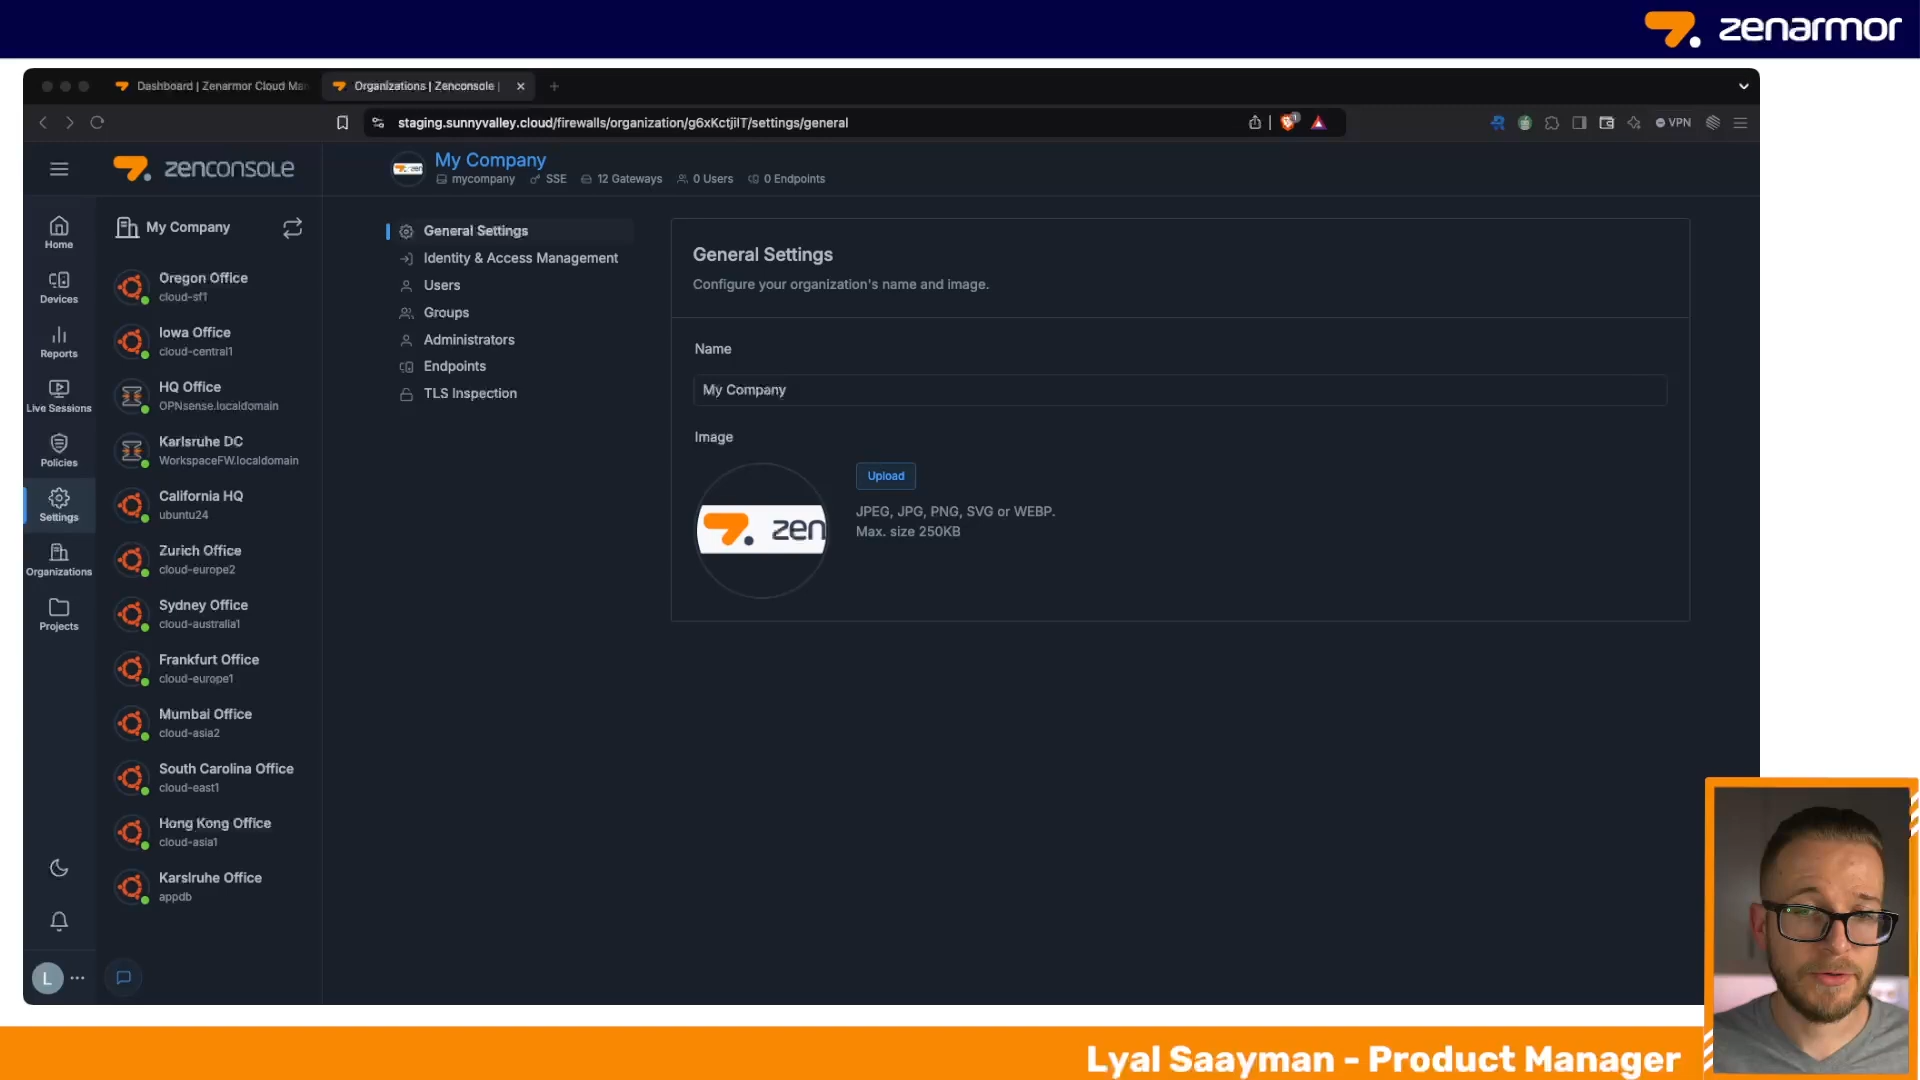 zenarmor
Dashboard | Zenarmor Cloud Ma
Organizations | Zenconsole |
staging.sunnyvalley.cloud/firewalls/organization/g6xKctjiIT/settings/general
1
VPN
zenconsole
My Company
mycompany SSE 12 Gateways 0 Users 0 Endpoints
Home
Devices
Reports
Live Sessions
Policies
Settings
Organizations
Projects
L
My Company
Oregon Office
cloud-sf1
Iowa Office
cloud-central1
HQ Office
OPNsense.localdomain
Karlsruhe DC
WorkspaceFW.localdomain
California HQ
ubuntu24
Zurich Office
cloud-europe2
Sydney Office
cloud-australia1
Frankfurt Office
cloud-europe1
Mumbai Office
cloud-asia2
South Carolina Office
cloud-east1
Hong Kong Office
cloud-asia1
Karslruhe Office
appdb
General Settings
Identity & Access Management
Users
Groups
Administrators
Endpoints
TLS Inspection
General Settings
Configure your organization's name and image.
Name
My Company
Image
zen
Upload
JPEG, JPG, PNG, SVG or WEBP.
Max. size 250KB
Lyal Saayman - Product Manager